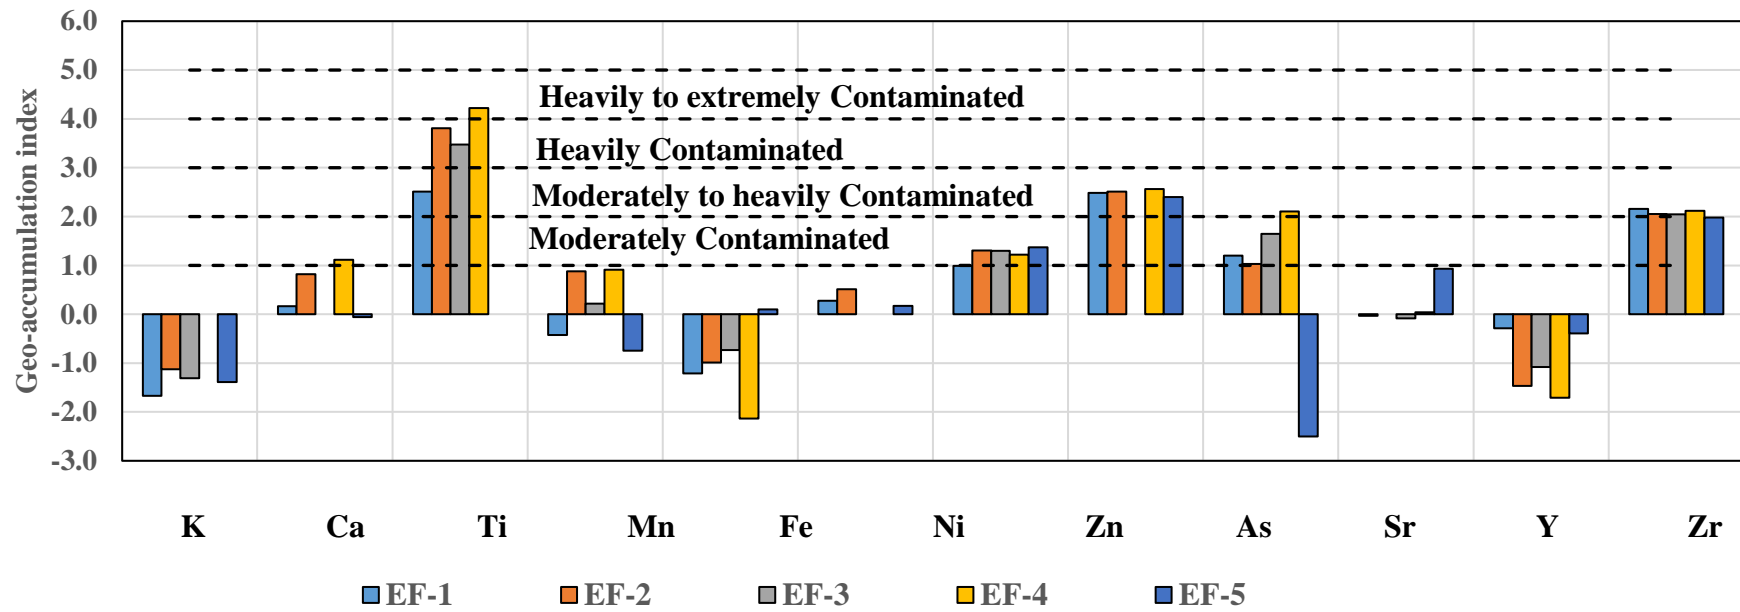 6.0
5.0
Heavily to extremely Contaminated
4.0
Heavily Contaminated
3.0
Moderately to heavily Contaminated
2.0
Moderately Contaminated
1.0
0.0
-1.0
-2.0
-3.0
Geo-accumulation index
K Ca Ti Mn Fe Ni Zn As Sr Y Zr
EF-1 EF-2 EF-3 EF-4 EF-5